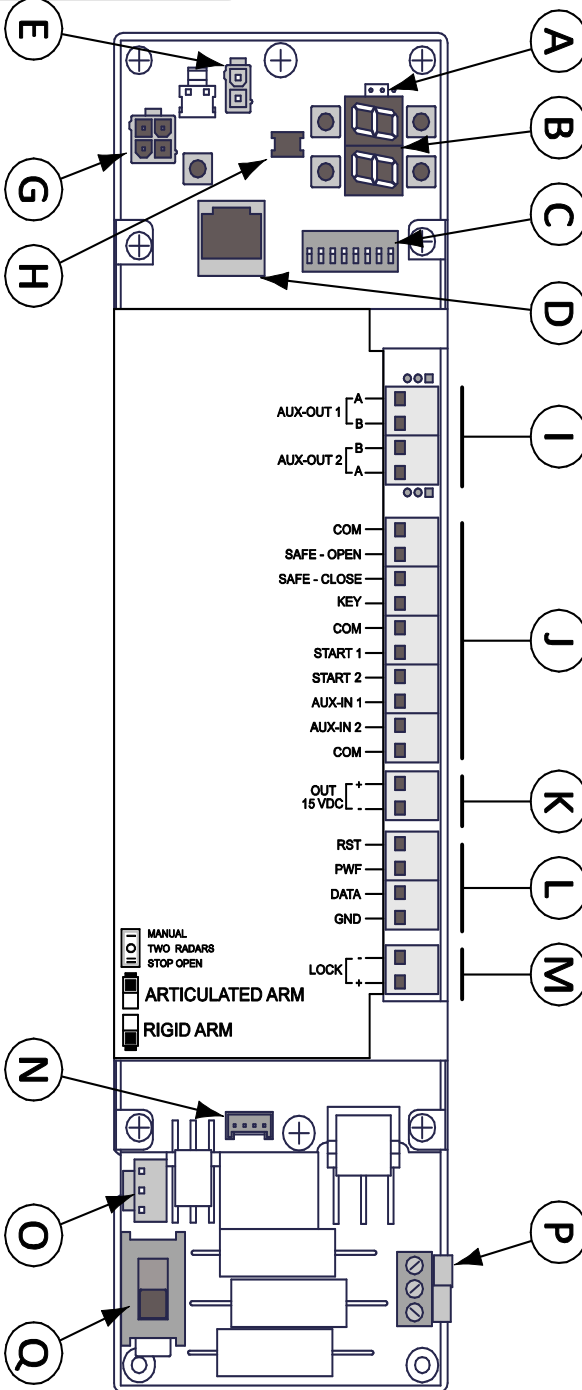 A
B
C
D
E
G
H
I
AUX-OUT 1
A
B
AUX-OUT 2
B
A
J
COM
SAFE - OPEN
SAFE - CLOSE
KEY
COM
START 1
START 2
AUX-IN 1
AUX-IN 2
COM
K
OUT
15 VDC
+
-
L
RST
PWF
DATA
GND
M
LOCK
-
+
I
O
II
MANUAL
TWO RADARS
STOP OPEN
ARTICULATED ARM
RIGID ARM
N
O
P
Q